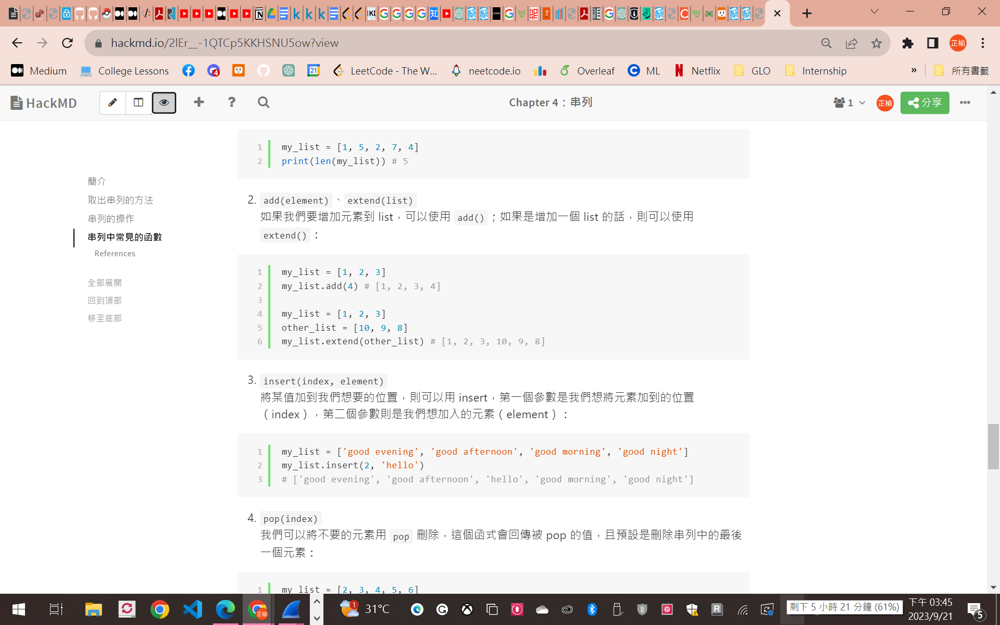 hackmd.io/2lEr__-1QTCp5KKHSNU5ow?view
芷榆
Medium
College Lessons
4
21
LeetCode - The W...
neetcode.io
Overleaf
ML
Netflix
GLO
Internship
»
所有書籤
HackMD
Chapter 4：串列
1
芷榆
分享
簡介
取出串列的方法
串列的操作
串列中常見的函數
References
全部展開
回到頂部
移至底部
1 my_list = [1, 5, 2, 7, 4]
2 print(len(my_list)) # 5
2. add(element)、extend(list)
如果我們要增加元素到 list，可以使用 add()；如果是增加一個 list 的話，則可以使用
extend()：
1 my_list = [1, 2, 3]
2 my_list.add(4) # [1, 2, 3, 4]
3
4 my_list = [1, 2, 3]
5 other_list = [10, 9, 8]
6 my_list.extend(other_list) # [1, 2, 3, 10, 9, 8]
3. insert(index, element)
將某值加到我們想要的位置，則可以用 insert，第一個參數是我們想將元素加到的位置
（index），第二個參數則是我們想加入的元素（element）：
1 my_list = ['good evening', 'good afternoon', 'good morning', 'good night']
2 my_list.insert(2, 'hello')
3 # ['good evening', 'good afternoon', 'hello', 'good morning', 'good night']
4. pop(index)
我們可以將不要的元素用 pop 刪除，這個函式會回傳被 pop 的值，且預設是刪除串列中的最後
一個元素：
1 my_list = [2, 3, 4, 5, 6]
芷榆
1
31°C
剩下 5 小時 21 分鐘 (61%)
下午 03:45
2023/9/21
5